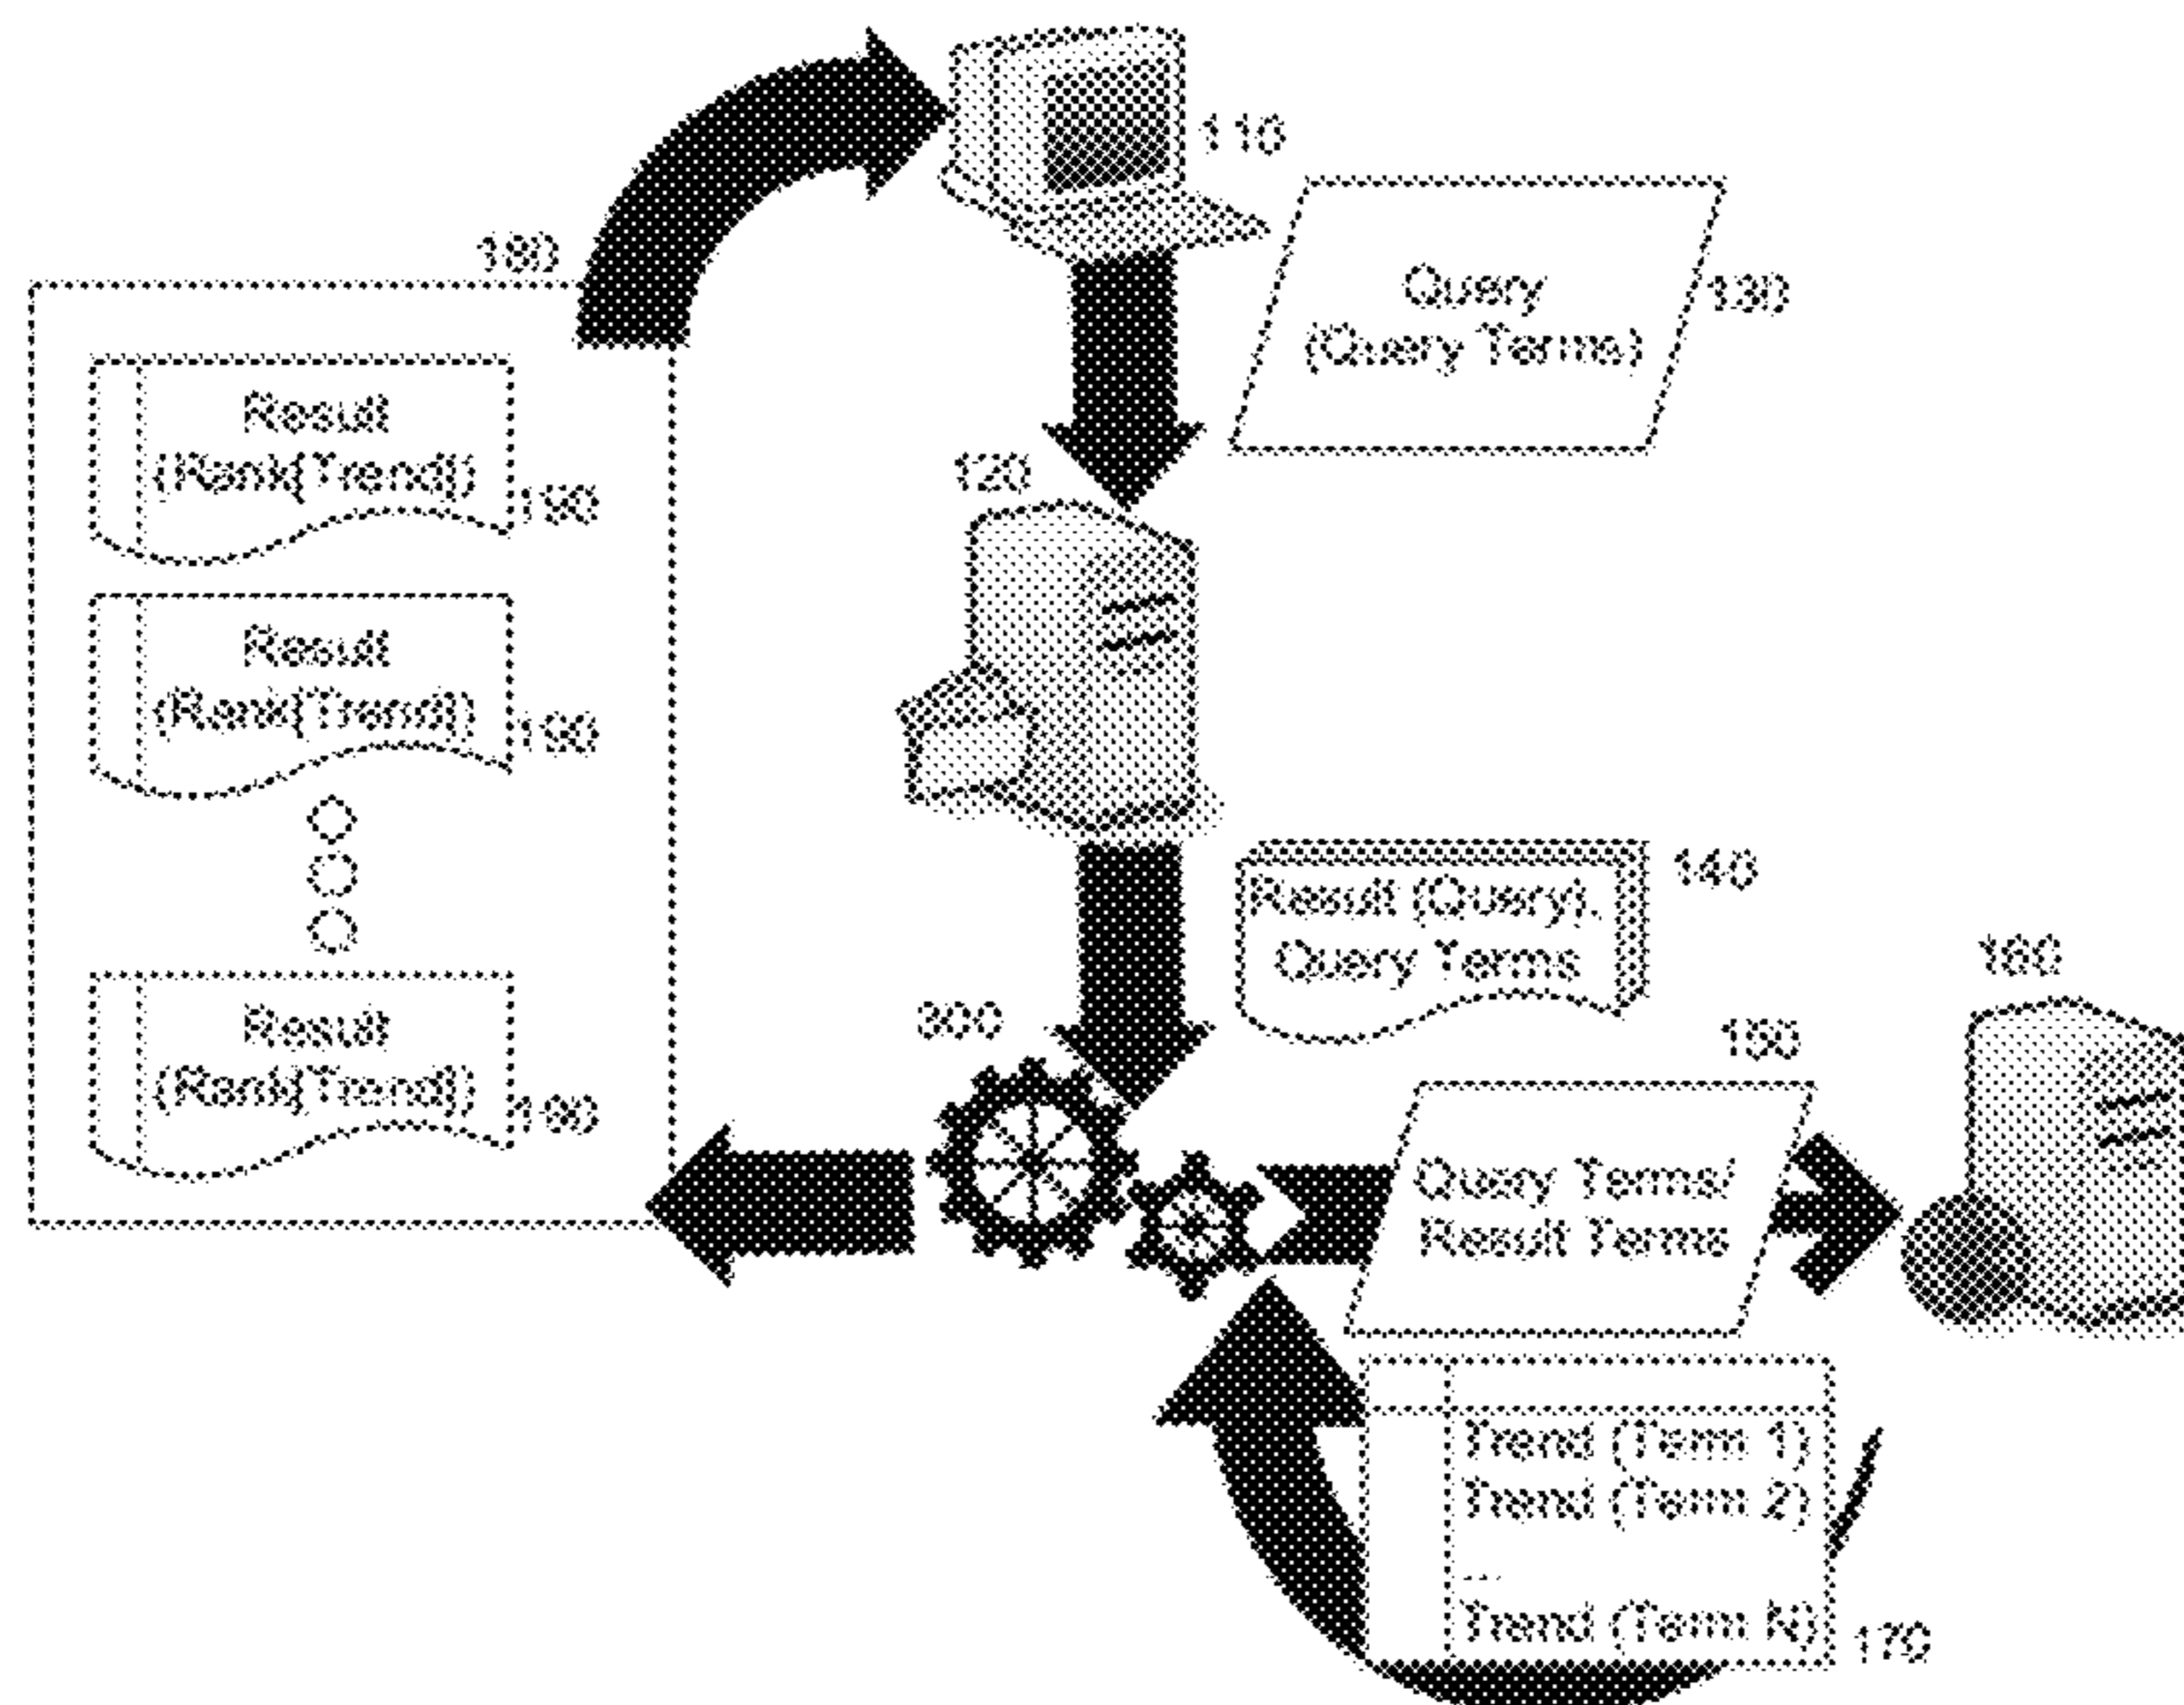 110
180
Query
130
(Query Terms)
Result
(Rank[Trend])
190
120
Result
(Rank[Trend])
190
140
Result (Query),
Query Terms
160
300
150
Result
(Rank[Trend])
190
Query Terms/
Result Terms
Trend (Term 1)
Trend (Term 2)
...
Trend (Term N)
170